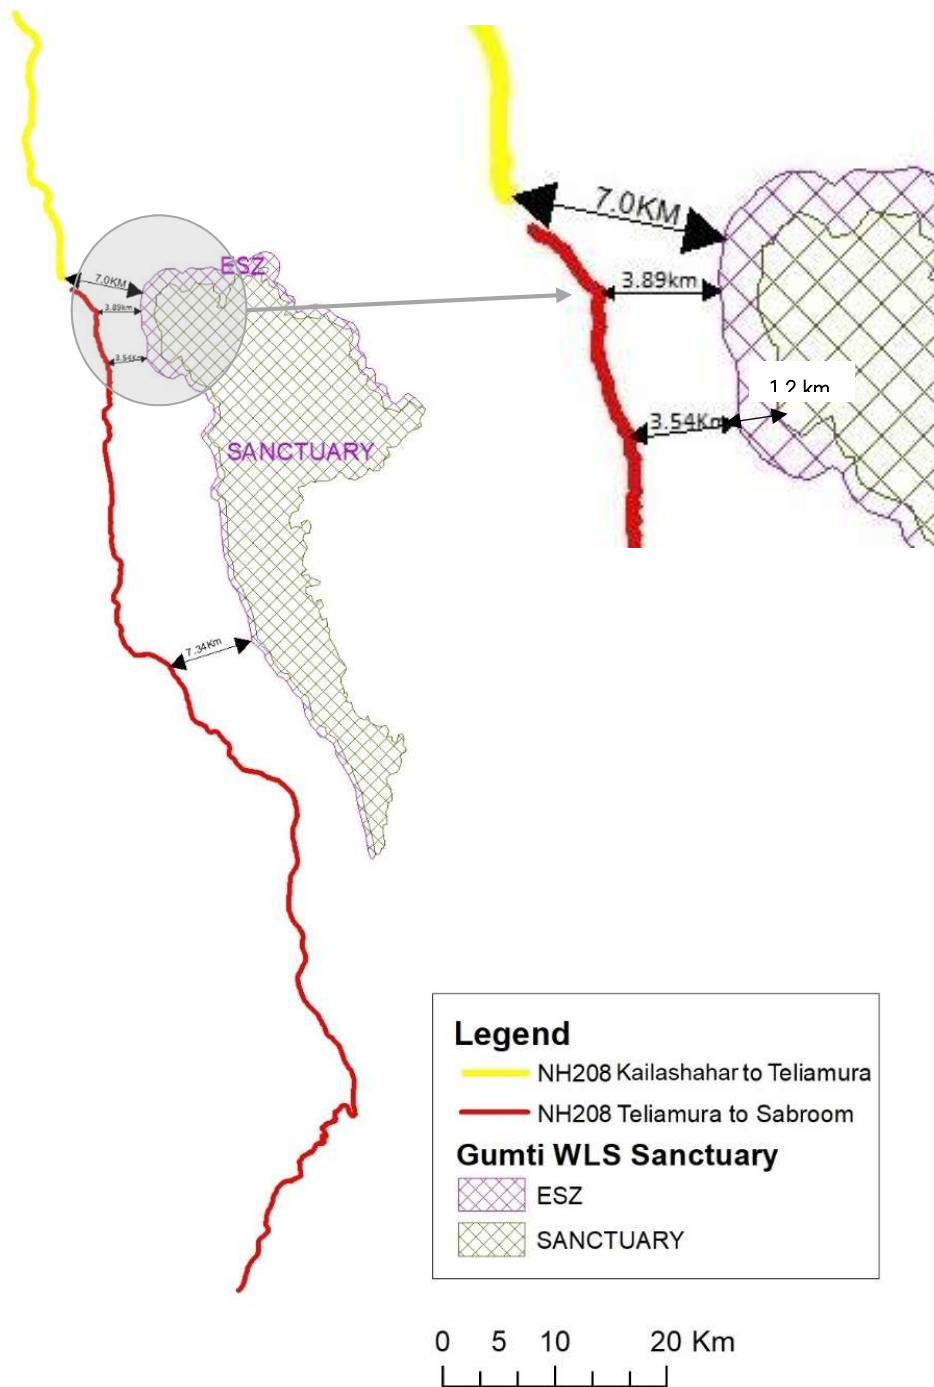 7.0KM
3.89km
1.2 km
3.54Km
ESZ
7.0KM
3.89km
3.54Km
SANCTUARY
7.34Km
Legend
NH208 Kailashahar to Teliamura
NH208 Teliamura to Sabroom
Gumti WLS Sanctuary
ESZ
SANCTUARY
0 5 10 20 Km